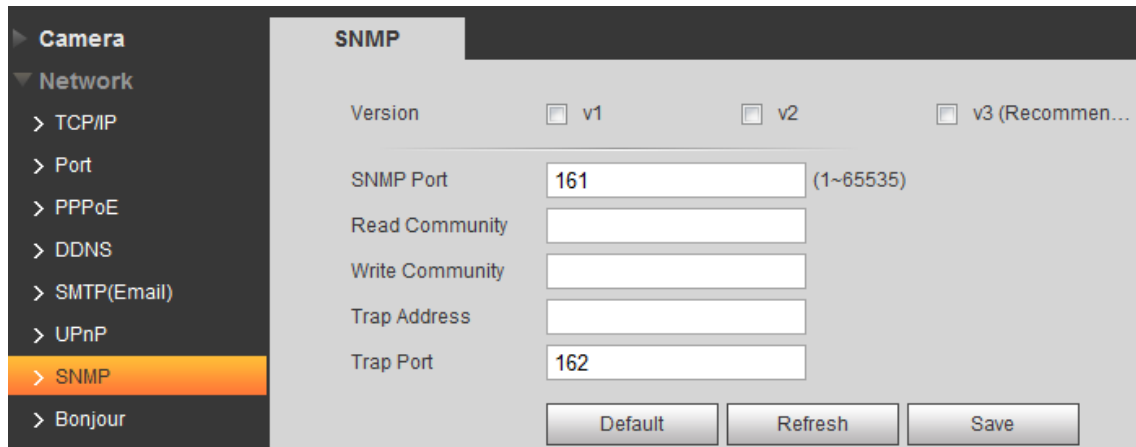 Camera
Network
TCP/IP
Port
PPPoE
DDNS
SMTP(Email)
UPnP
SNMP
Bonjour
SNMP
Version v1 v2 v3 (Recommen...
SNMP Port 161 (1~65535)
Read Community
Write Community
Trap Address
Trap Port 162
Default Refresh Save